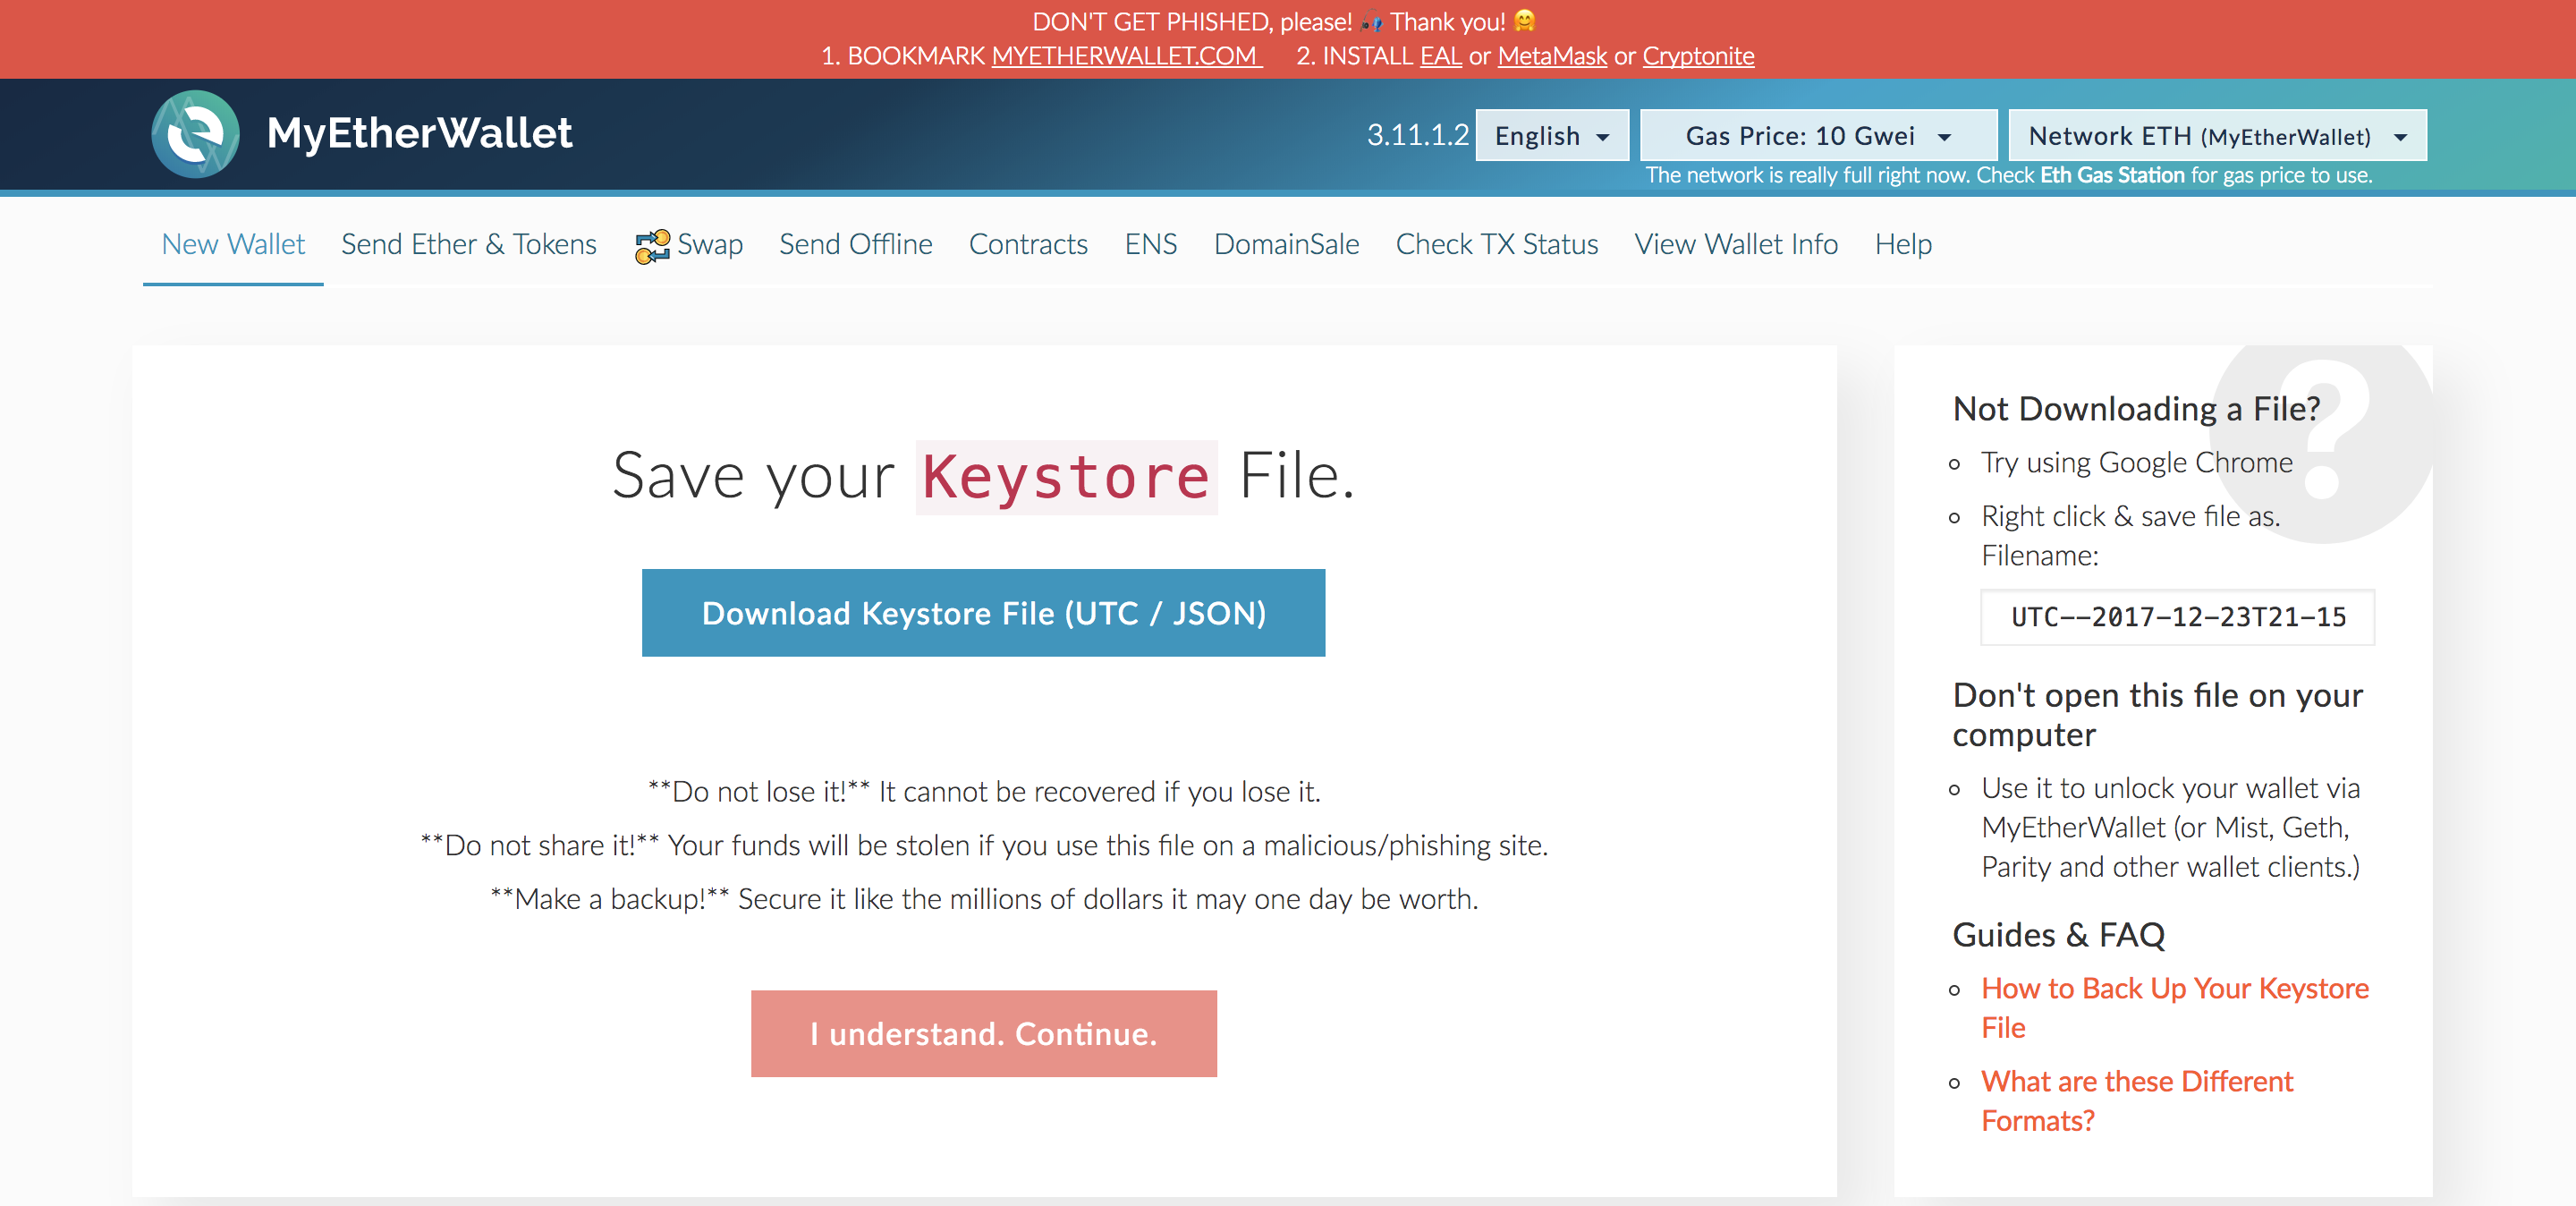 DON'T GET PHISHED, please! 🎣 Thank you! 🤗
1. BOOKMARK MYETHERWALLET.COM 2. INSTALL EAL or MetaMask or Cryptonite
MyEtherWallet
3.11.1.2 English Gas Price: 10 Gwei Network ETH (MyEtherWallet)
The network is really full right now. Check Eth Gas Station for gas price to use.
New Wallet Send Ether & Tokens Swap Send Offline Contracts ENS DomainSale Check TX Status View Wallet Info Help
Save your Keystore File.
Download Keystore File (UTC / JSON)
**Do not lose it!** It cannot be recovered if you lose it.
**Do not share it!** Your funds will be stolen if you use this file on a malicious/phishing site.
**Make a backup!** Secure it like the millions of dollars it may one day be worth.
I understand. Continue.
Not Downloading a File?
Try using Google Chrome
Right click & save file as.
Filename:
UTC--2017-12-23T21-15
Don't open this file on your
computer
Use it to unlock your wallet via
MyEtherWallet (or Mist, Geth,
Parity and other wallet clients.)
Guides & FAQ
How to Back Up Your Keystore
File
What are these Different
Formats?